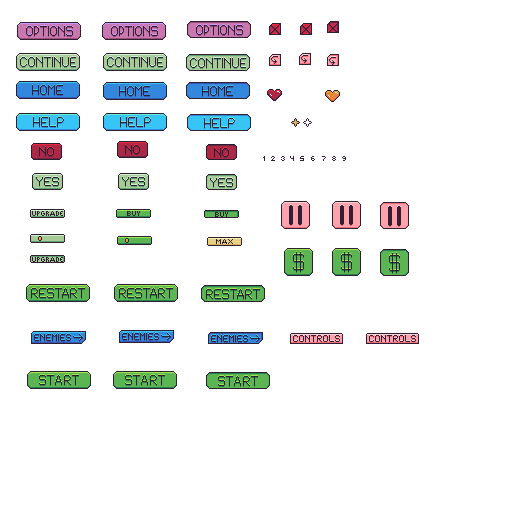 OPTIONS OPTIONS OPTIONS
CONTINUE CONTINUE CONTINUE
HOME HOME HOME
HELP HELP HELP
NO NO NO
1 2 3 4 5 6 7 8 9
YES YES YES
UPGRADE BUY BUY
0 0 MAX
UPGRADE
$ $ $
RESTART RESTART RESTART
ENEMIES→ ENEMIES→ ENEMIES→ CONTROLS CONTROLS
START START START